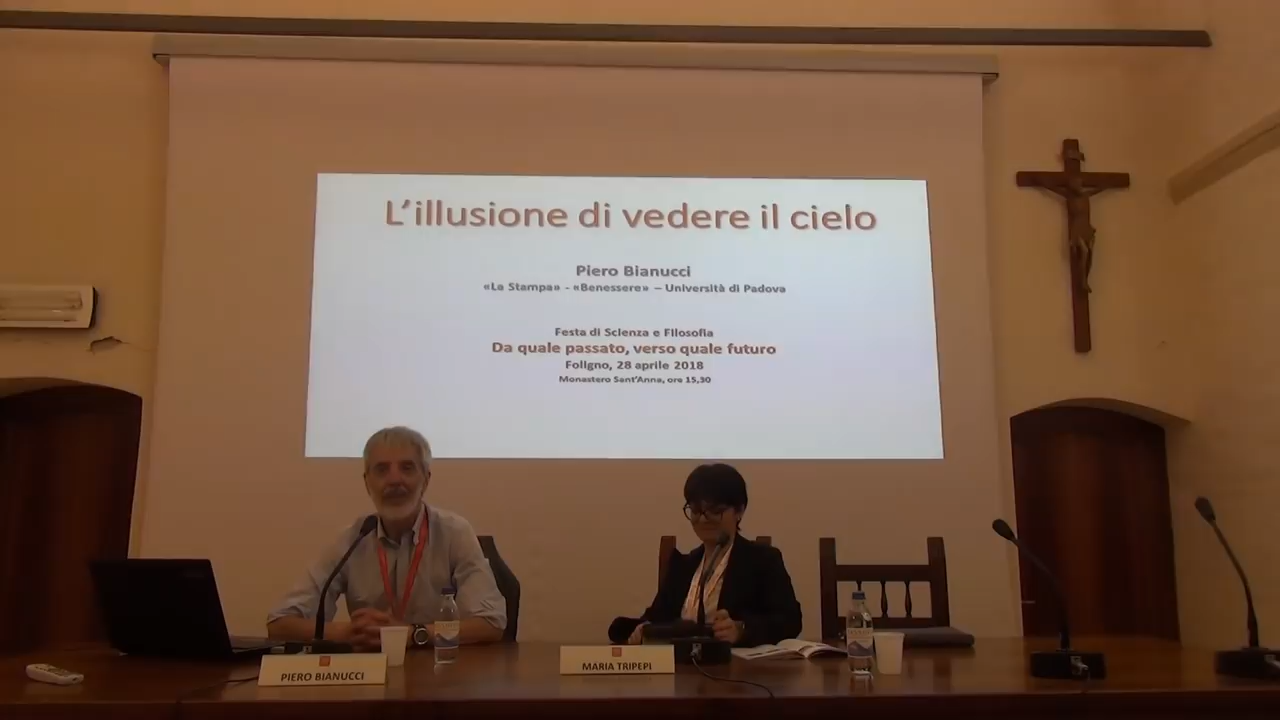 L'illusione di vedere il cielo
Piero Bianucci
«La Stampa» - «Benessere» – Università di Padova
Festa di Scienza e Filosofia
Da quale passato, verso quale futuro
Foligno, 28 aprile 2018
Monastero Sant'Anna, ore 15,30
PIERO BIANUCCI
MARIA TRIPEPI